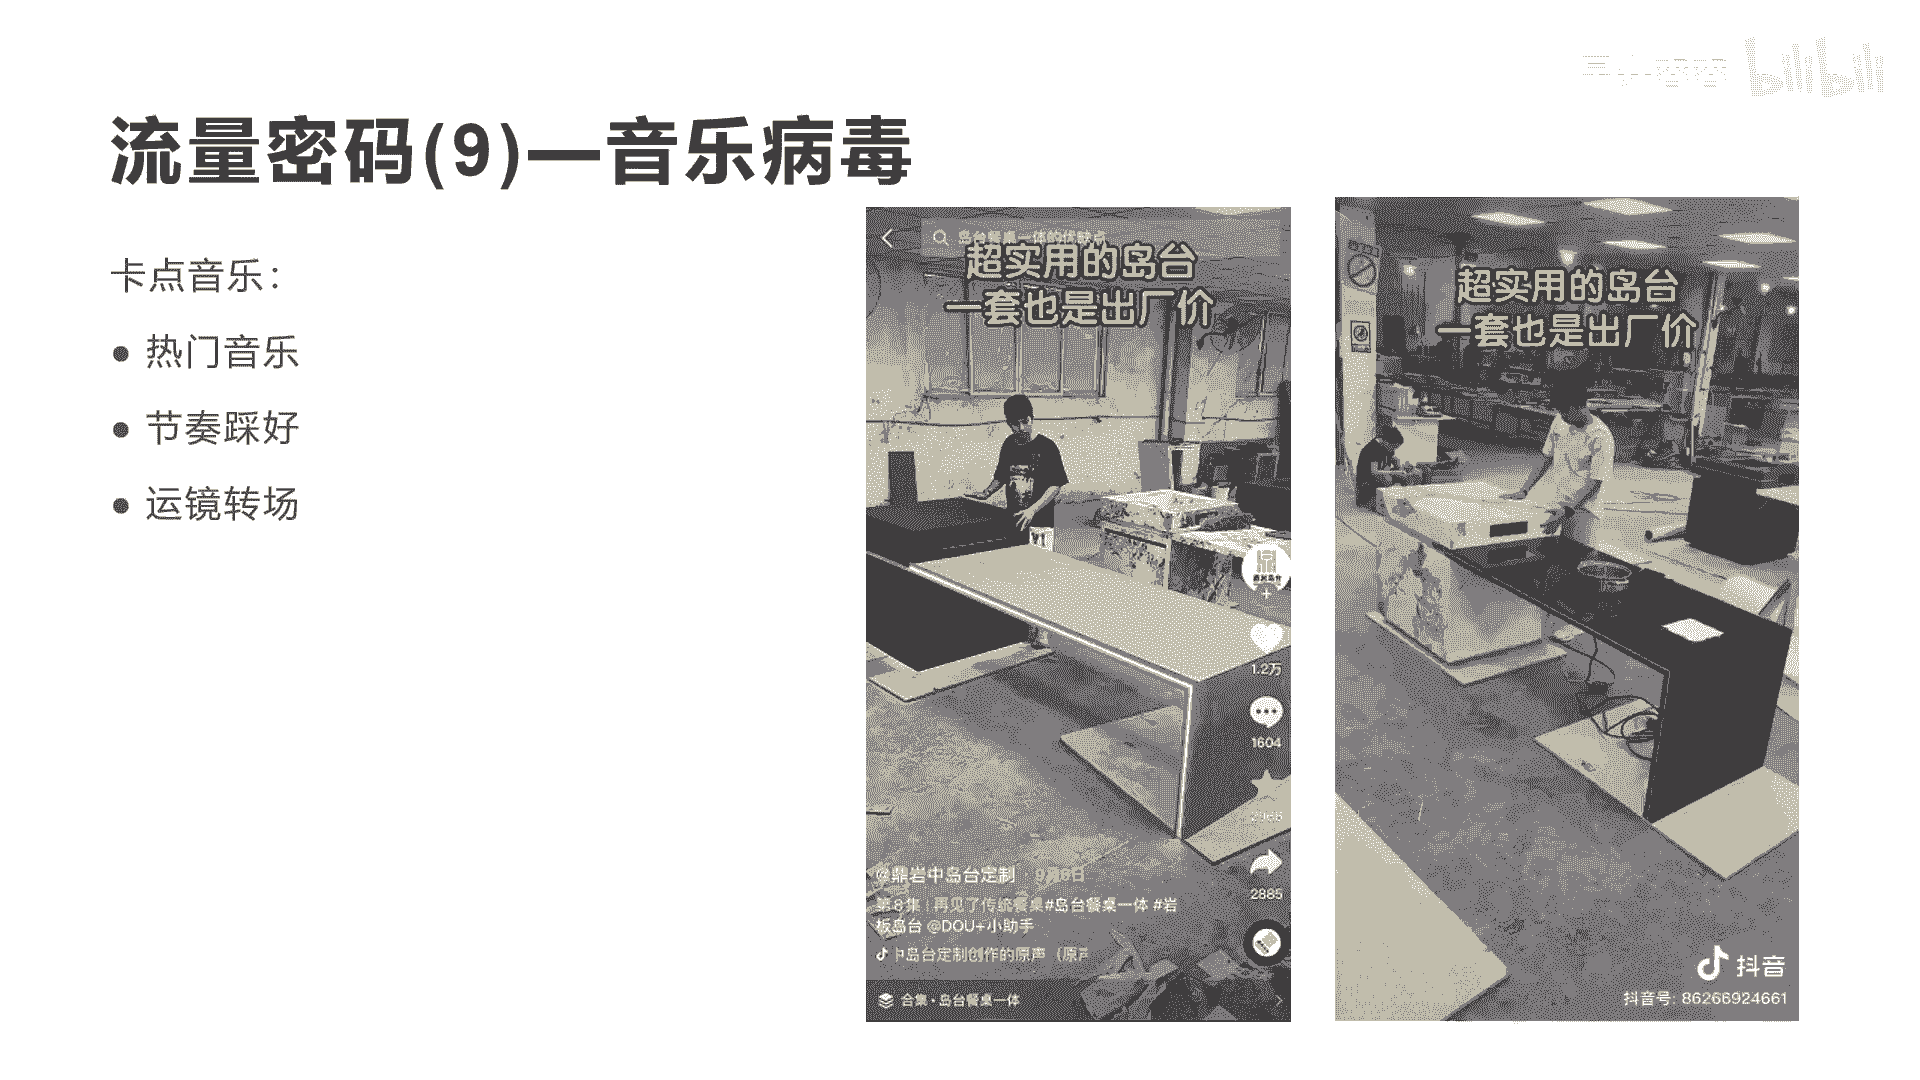 bilibili
流量密码(9)—音乐病毒
卡点音乐：
● 热门音乐
● 节奏踩好
● 运镜转场
岛台餐桌一体的优缺点
超实用的岛台
一套也是出厂价
1.2万
1604
2968
@鼎岩中岛台定制 · 9月6日
第8集 | 再见了传统餐桌#岛台餐桌一体 #岩
板岛台 @DOU+小助手
2885
中岛台定制创作的原声（原声
合集 · 岛台餐桌一体
超实用的岛台
一套也是出厂价
抖音
抖音号: 86266924661